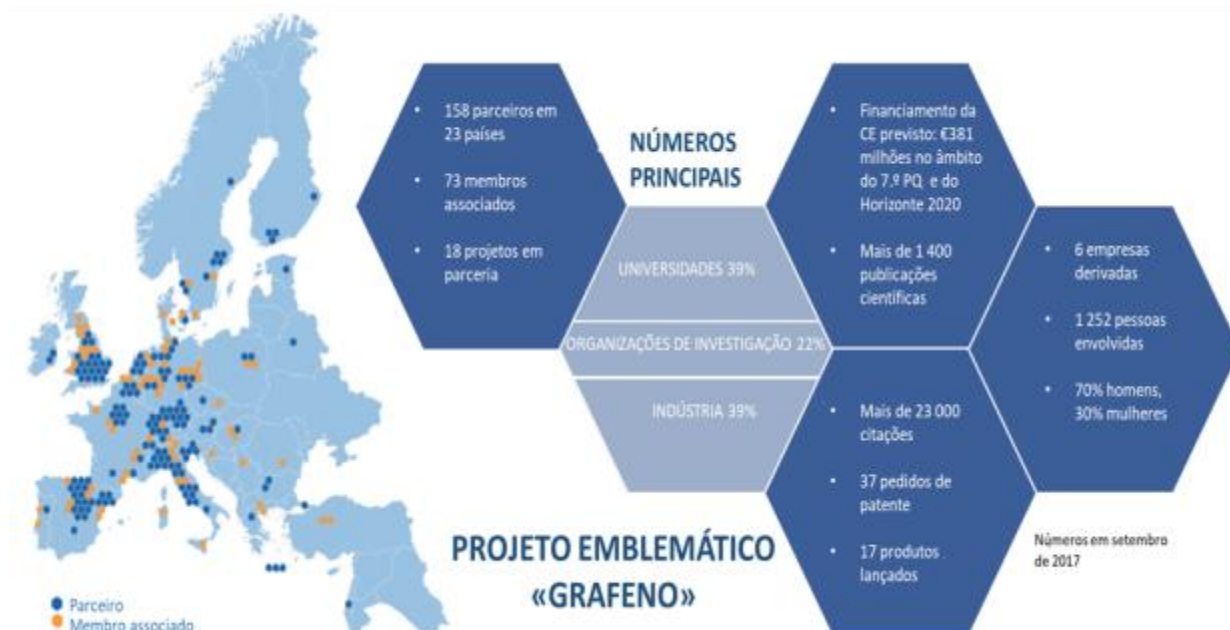 • 158 parceiros em
23 países
• 73 membros
associados
• 18 projetos em
parceria
NÚMEROS
PRINCIPAIS
UNIVERSIDADES 39%
ORGANIZAÇÕES DE INVESTIGAÇÃO 22%
INDÚSTRIA 39%
• Financiamento da
CE previsto: €381
milhões no âmbito
do 7.º PQ e do
Horizonte 2020
• Mais de 1 400
publicações
científicas
• 6 empresas
derivadas
• 1 252 pessoas
envolvidas
• 70% homens,
30% mulheres
• Mais de 23 000
citações
• 37 pedidos de
patente
• 17 produtos
lançados
Números em setembro
de 2017
PROJETO EMBLEMÁTICO
«GRAFENO»
Parceiro
Membro associado